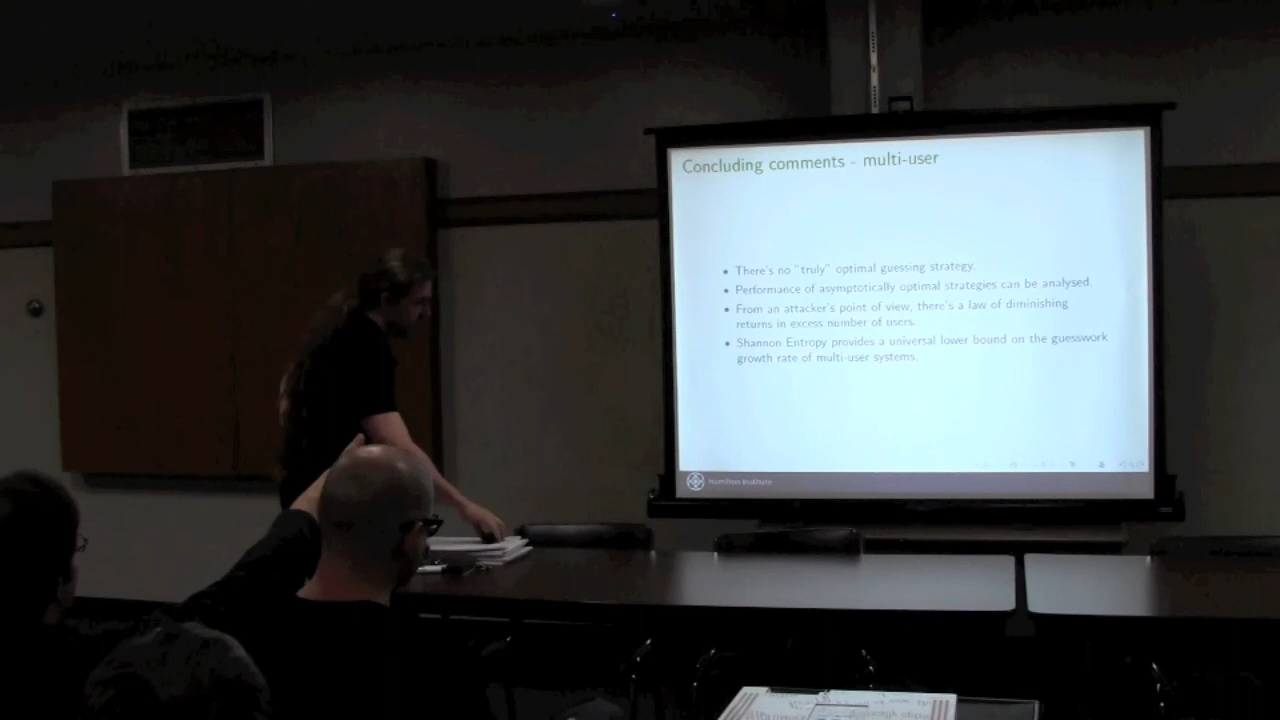 Concluding comments - multi-user
• There's no "truly" optimal guessing strategy.
• Performance of asymptotically optimal strategies can be analysed.
• From an attacker's point of view, there's a law of diminishing
returns in excess number of users.
• Shannon Entropy provides a universal lower bound on the guesswork
growth rate of multi-user systems.
Hamilton Institute